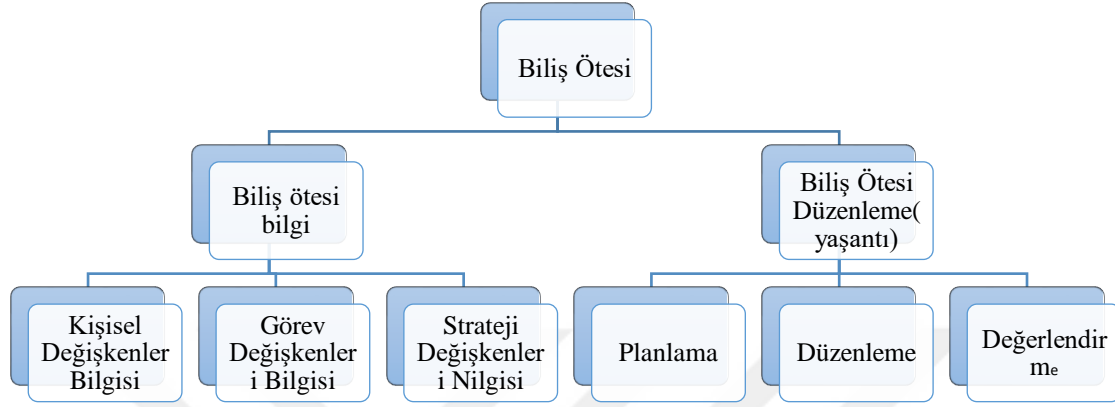 Biliş Ötesi
Biliş ötesi
bilgi
Biliş Ötesi
Düzenleme(
yaşantı)
Kişisel
Değişkenler
Bilgisi
Görev
Değişkenler
i Bilgisi
Strateji
Değişkenler
i Nilgisi
Planlama
Düzenleme
Değerlendir
me